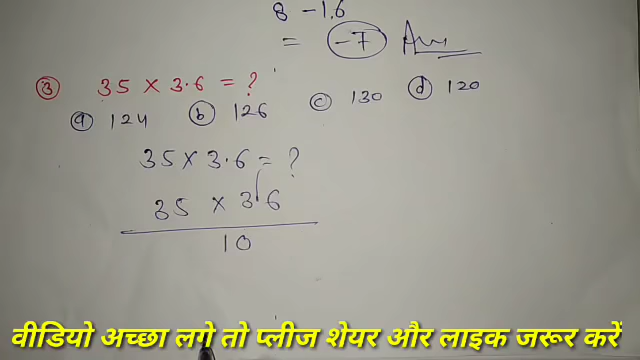 8 -1.6
= -7 Ans
③ 35 × 3.6 = ?
ⓐ 124 ⓑ 126 ⓒ 130 ⓓ 120
35 × 3.6 = ?
35 × 36
10
वीडियो अच्छा लगे तो प्लीज शेयर और लाइक जरूर करें